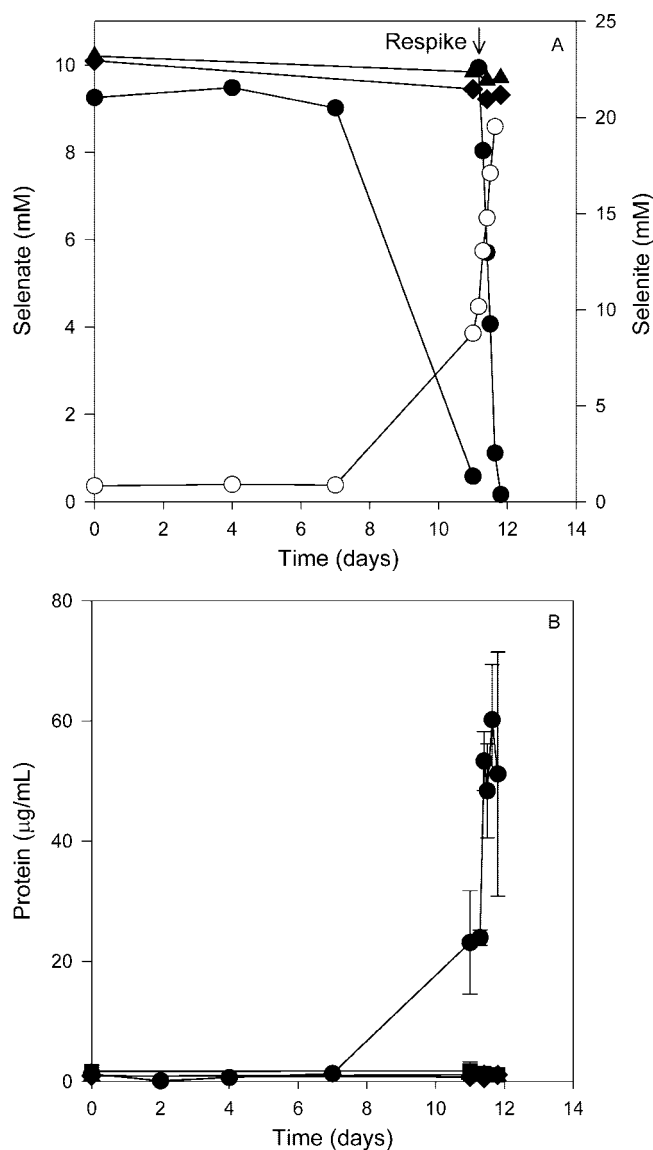 Respike
A
10
8
6
4
2
0
Selenate (mM)
25
20
15
10
5
0
Selenite (mM)
0 2 4 6 8 10 12 14
Time (days)
B
80
60
40
20
0
Protein (μg/mL)
0 2 4 6 8 10 12 14
Time (days)